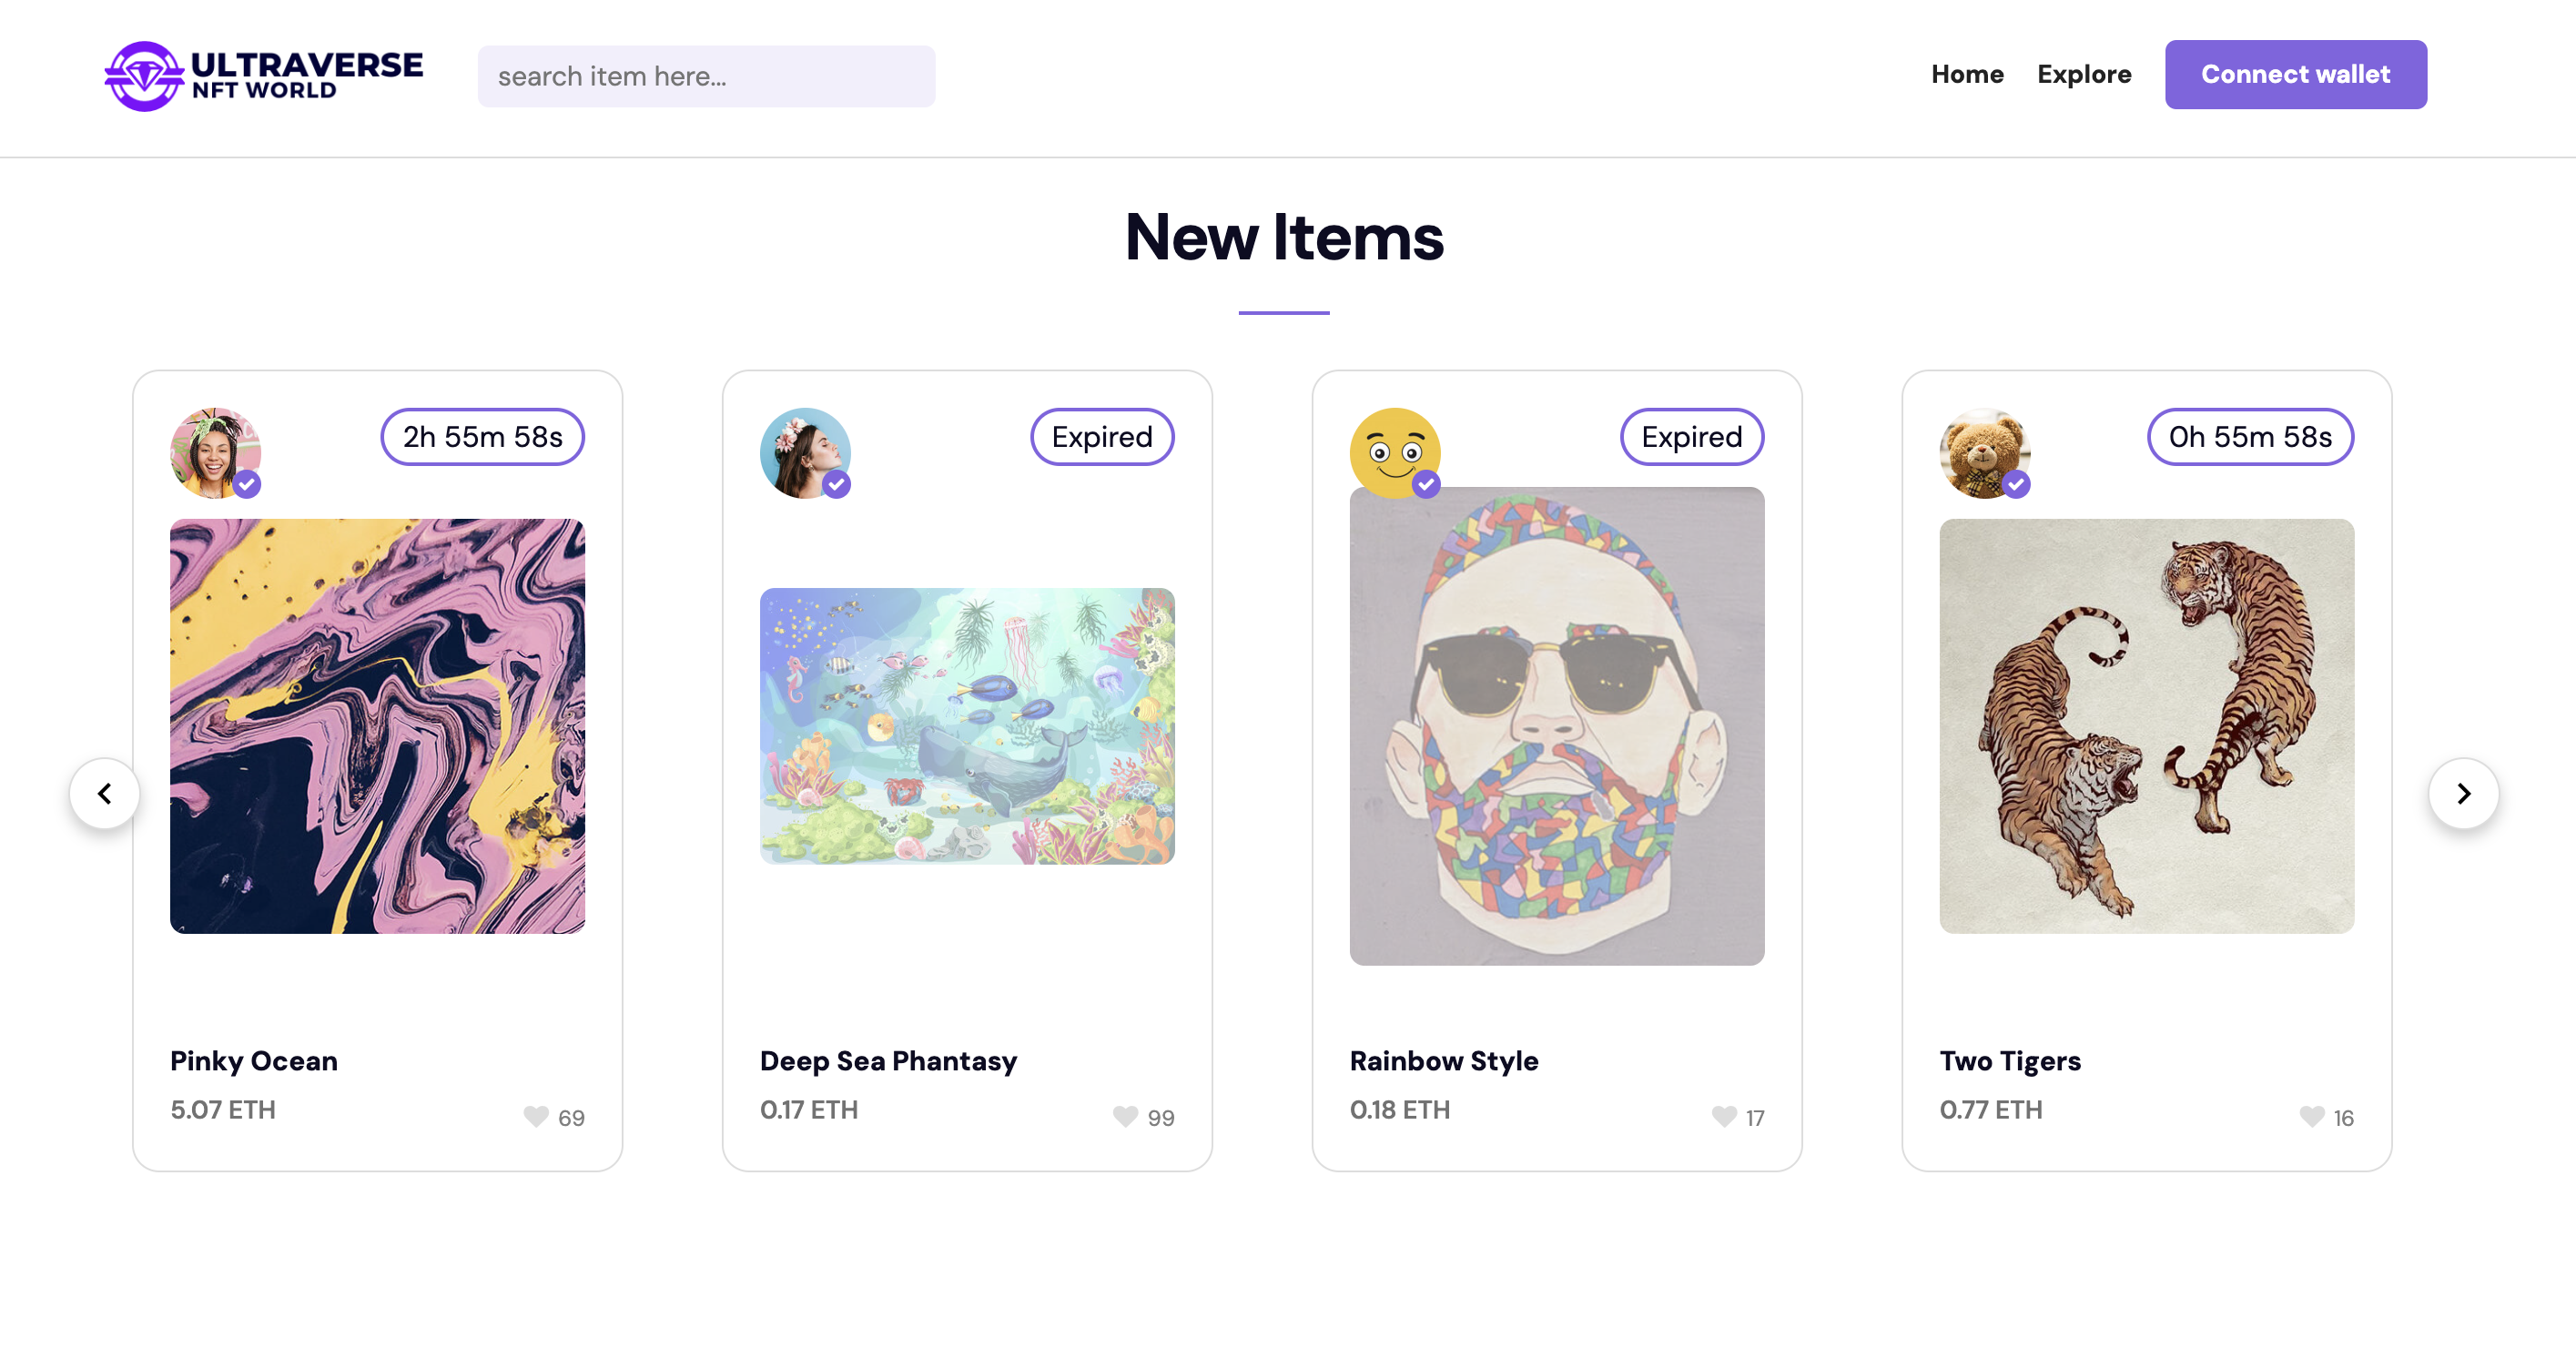 ULTRAVERSE
NFT WORLD
search item here...
Home
Explore
Connect wallet
New Items
2h 55m 58s
Pinky Ocean
5.07 ETH
69
Expired
Deep Sea Phantasy
0.17 ETH
99
Expired
Rainbow Style
0.18 ETH
17
0h 55m 58s
Two Tigers
0.77 ETH
16